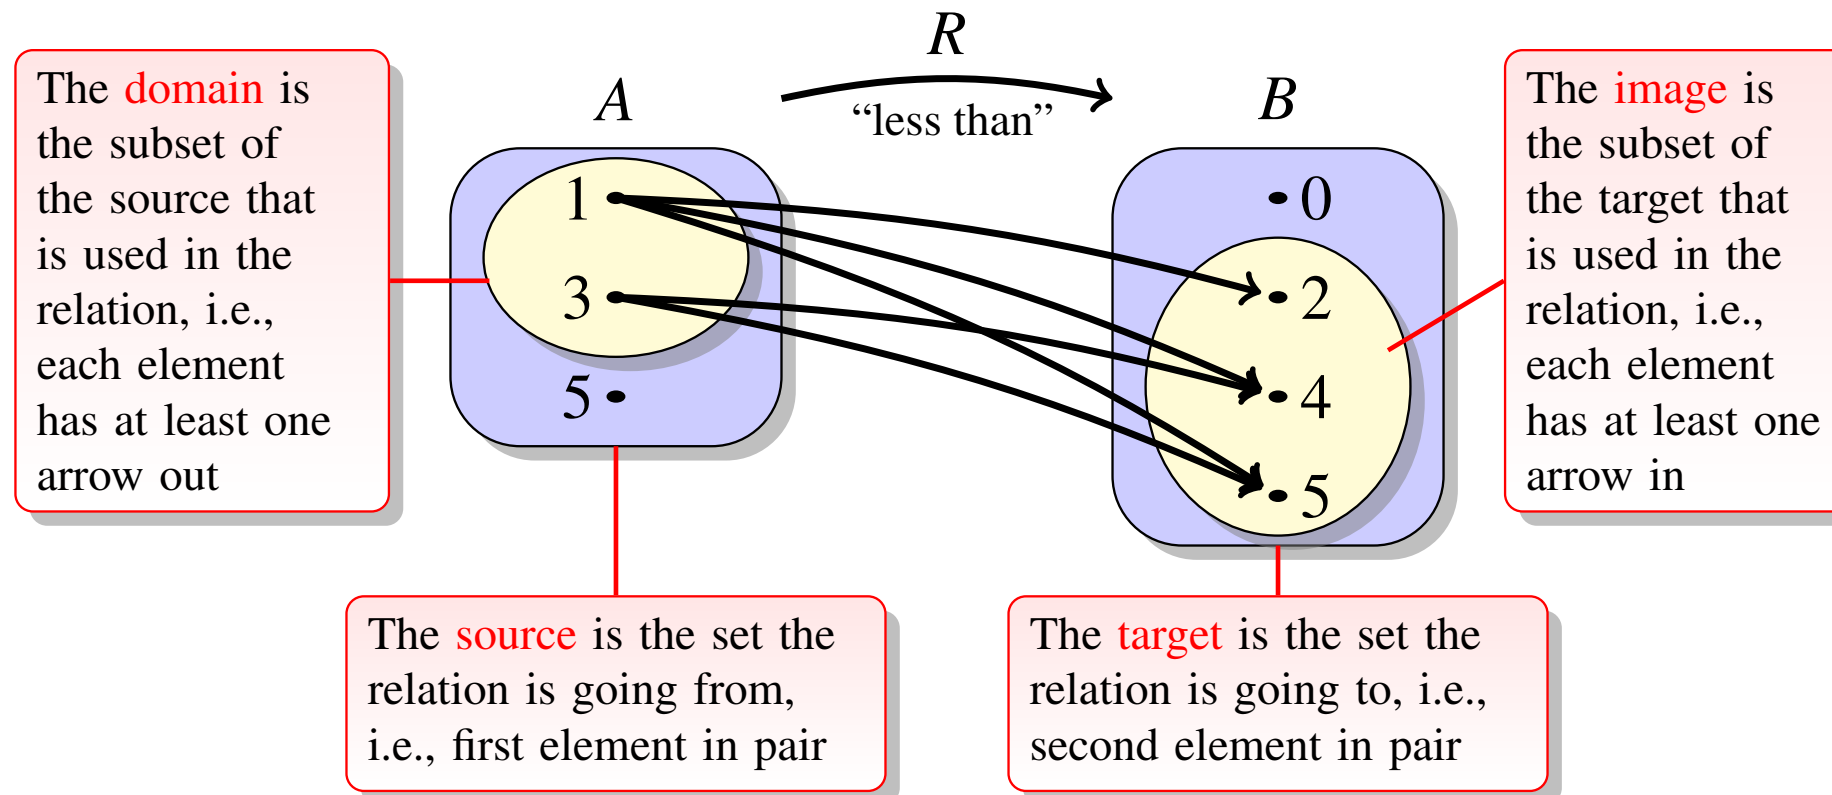 R
“less than”
A
B
The domain is
the subset of
the source that
is used in the
relation, i.e.,
each element
has at least one
arrow out
1
3
5
0
2
4
5
The image is
the subset of
the target that
is used in the
relation, i.e.,
each element
has at least one
arrow in
The source is the set the
relation is going from,
i.e., first element in pair
The target is the set the
relation is going to, i.e.,
second element in pair